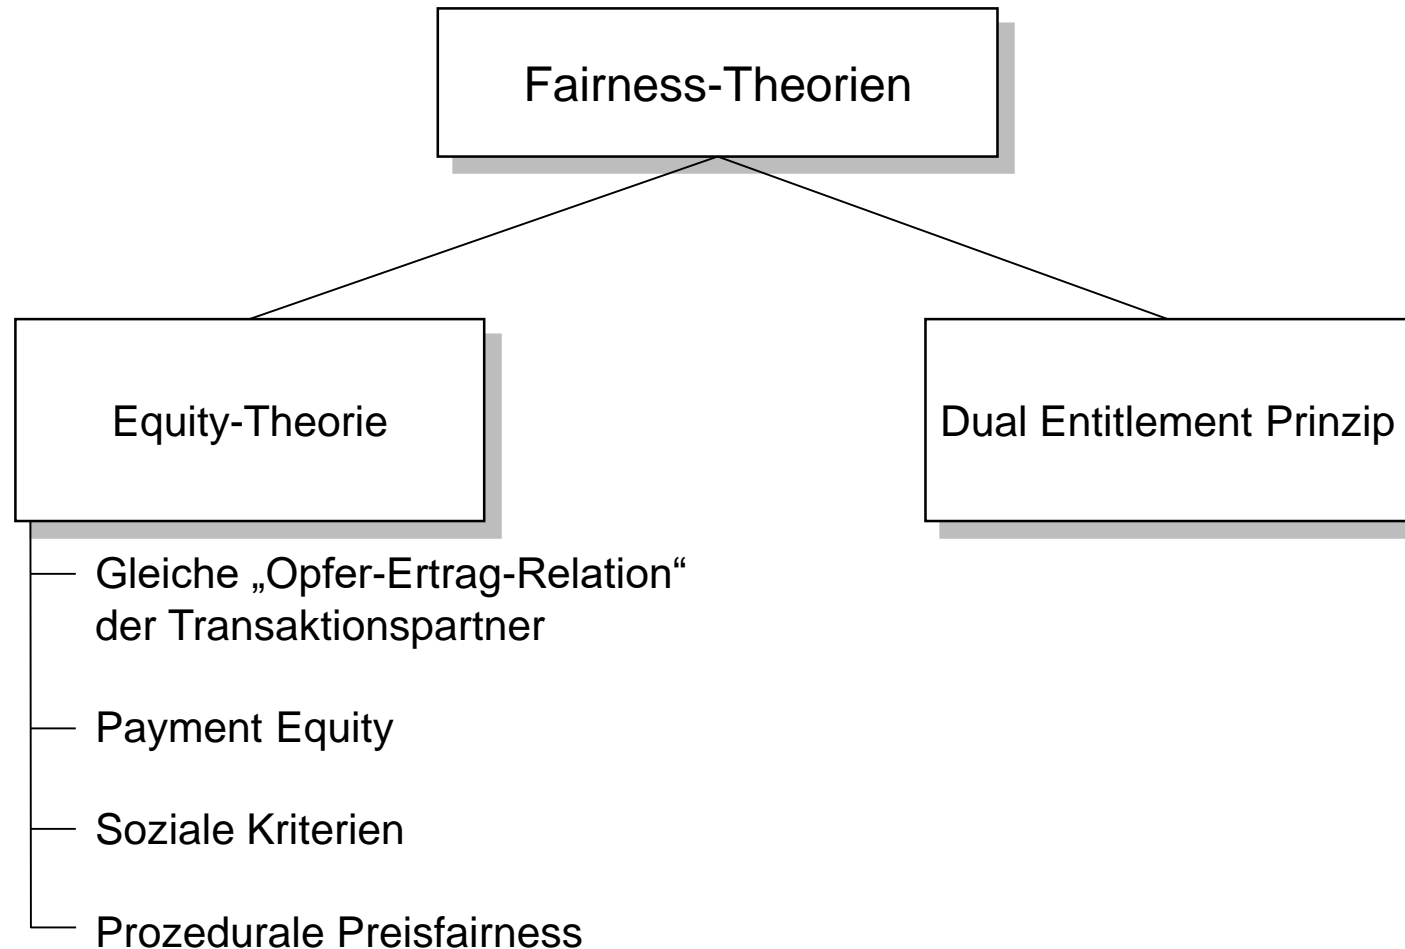 Fairness-Theorien
Equity-Theorie
Dual Entitlement Prinzip
Gleiche „Opfer-Ertrag-Relation“
der Transaktionspartner
Payment Equity
Soziale Kriterien
Prozedurale Preisfairness